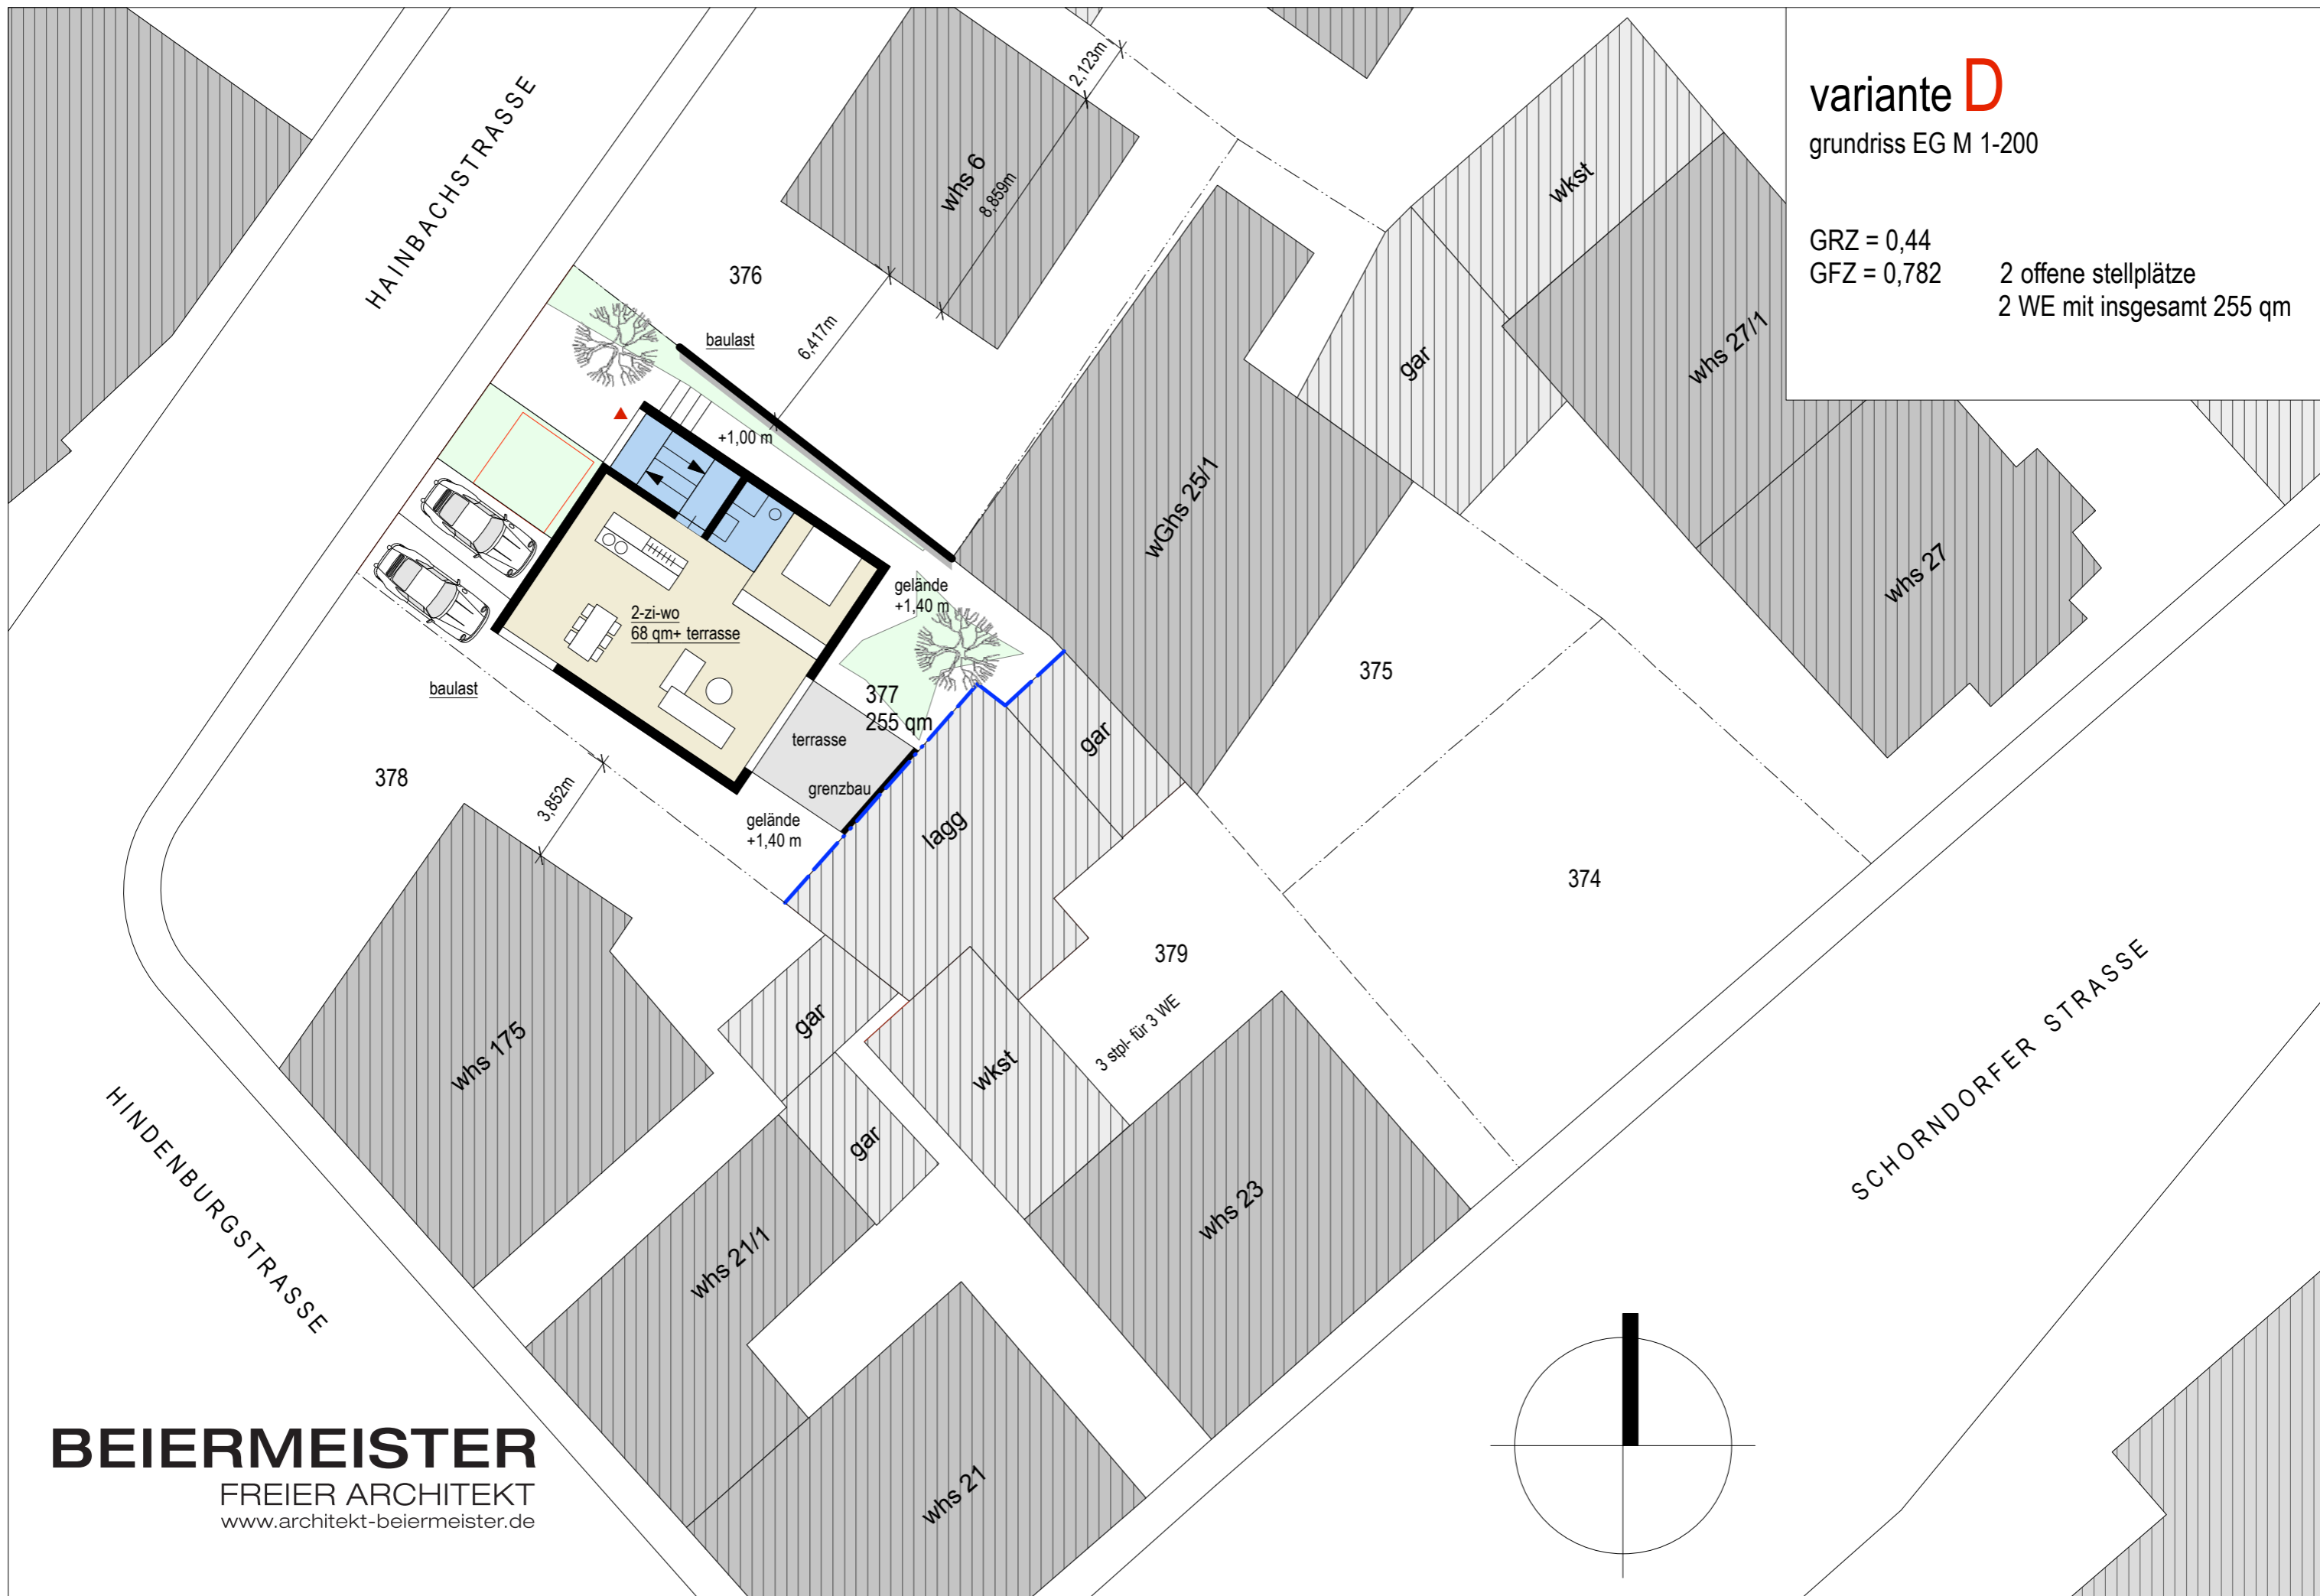 variante D
grundriss EG M 1-200
GRZ = 0,44
GFZ = 0,782
2 offene stellplätze
2 WE mit insgesamt 255 qm
HAINBACHSTRASSE
2,123m
whs 6
8,859m
376
baulast
6,417m
+1,00 m
wkst
gar
whs 27/1
wGhs 25/1
whs 27
gelände
+1,40 m
2-zi-wo
68 qm+ terrasse
baulast
377
255 qm
terrasse
grenzbau
gelände
+1,40 m
gar
lagg
375
374
378
3,852m
379
3 stpl- für 3 WE
whs 175
gar
wkst
gar
whs 23
whs 21/1
whs 21
HINDENBURGSTRASSE
SCHORNDORFER STRASSE
BEIERMEISTER
FREIER ARCHITEKT
www.architekt-beiermeister.de